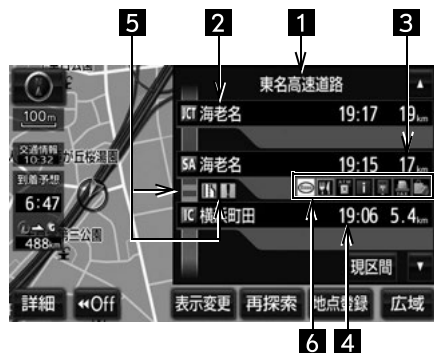 1
2
3
5
東名高速道路
JCT 海老名 19:17 19km
100m
交通情報
10:32
が丘桜湯園
SA 海老名 19:15 17km
到着予想
6:47
IC 横浜町田 19:06 5.4km
三公園
488km
現区間
詳細 Off 表示変更 再探索 地点登録 広域
6 4